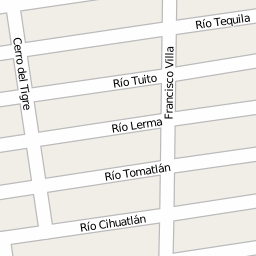 Río Tequila
Cerro del Tigre
Francisco Villa
Río Tuito
Río Lerma
Río Tomatlán
Río Cihuatlán